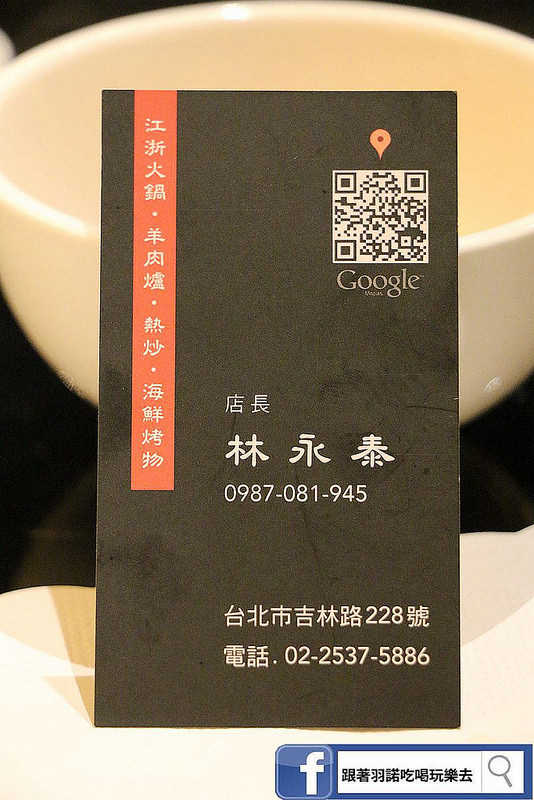 江浙火鍋・羊肉爐・熱炒・海鮮烤物
Google
店長
林永泰
0987-081-945
台北市吉林路228號
電話. 02-2537-5886
跟著羽諾吃喝玩樂去